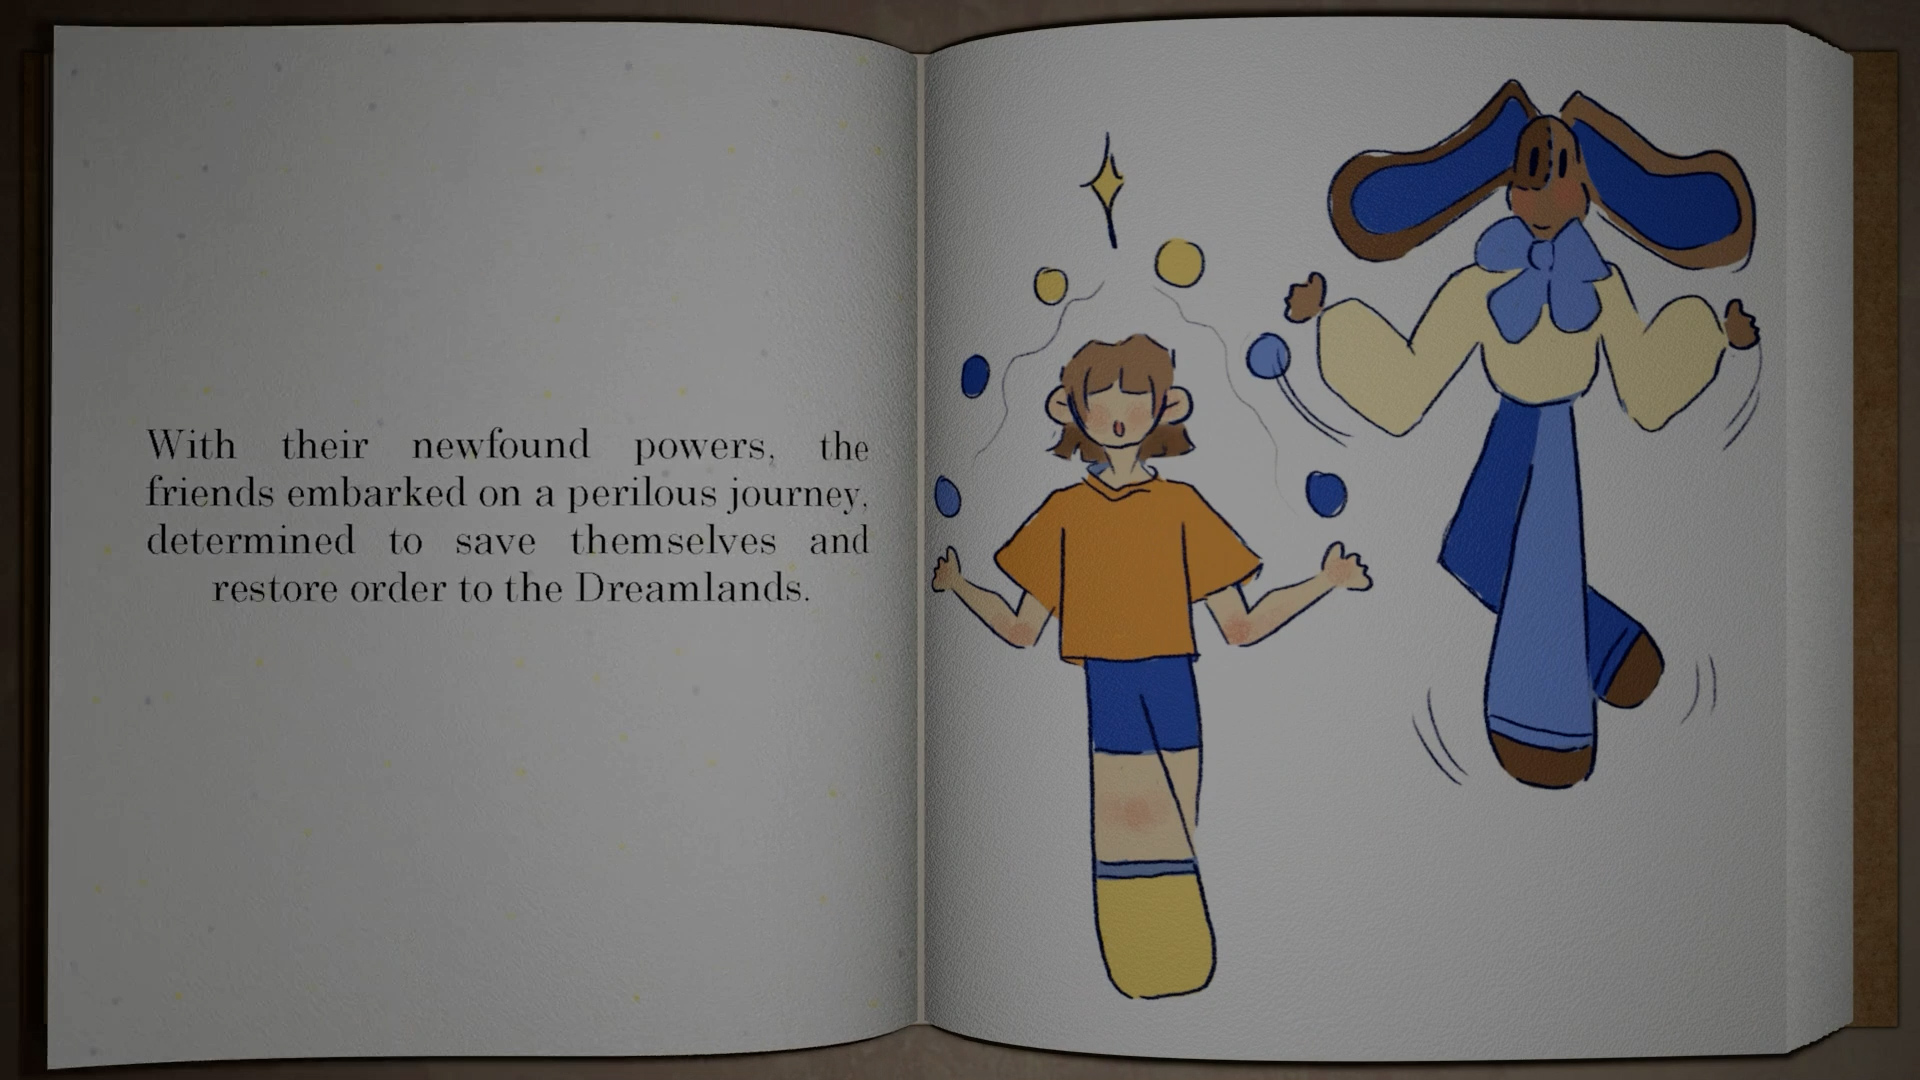 With their newfound powers, the
friends embarked on a perilous journey,
determined to save themselves and
restore order to the Dreamlands.